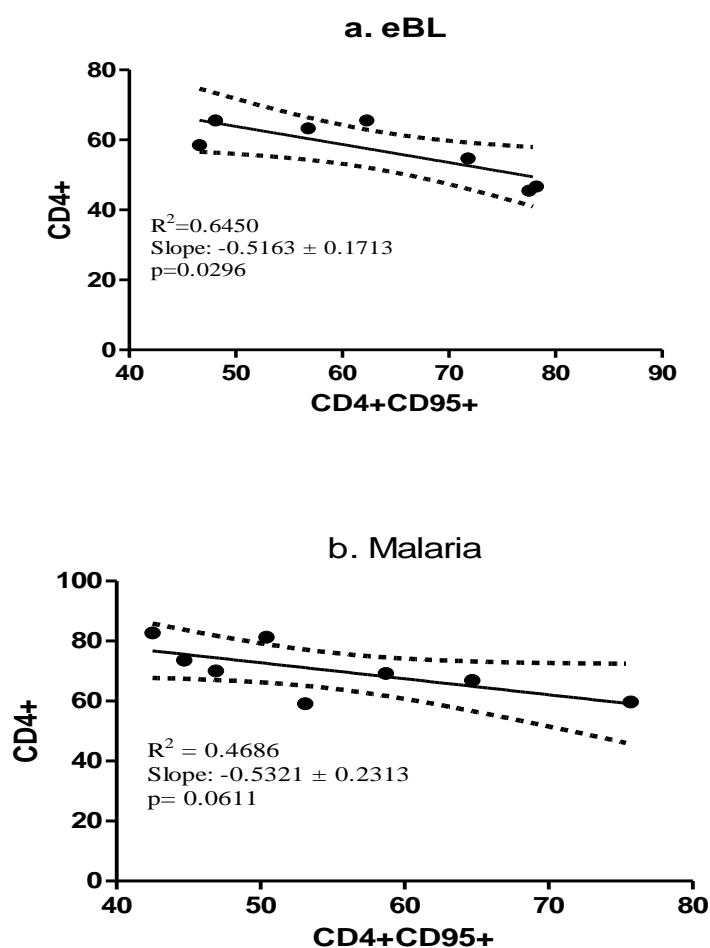 a. eBL
80
60
40
20
0
CD4+
R²=0.6450
Slope: -0.5163 ± 0.1713
p=0.0296
40 50 60 70 80 90
CD4+CD95+
b. Malaria
100
80
60
40
20
0
CD4+
R² = 0.4686
Slope: -0.5321 ± 0.2313
p= 0.0611
40 50 60 70 80
CD4+CD95+